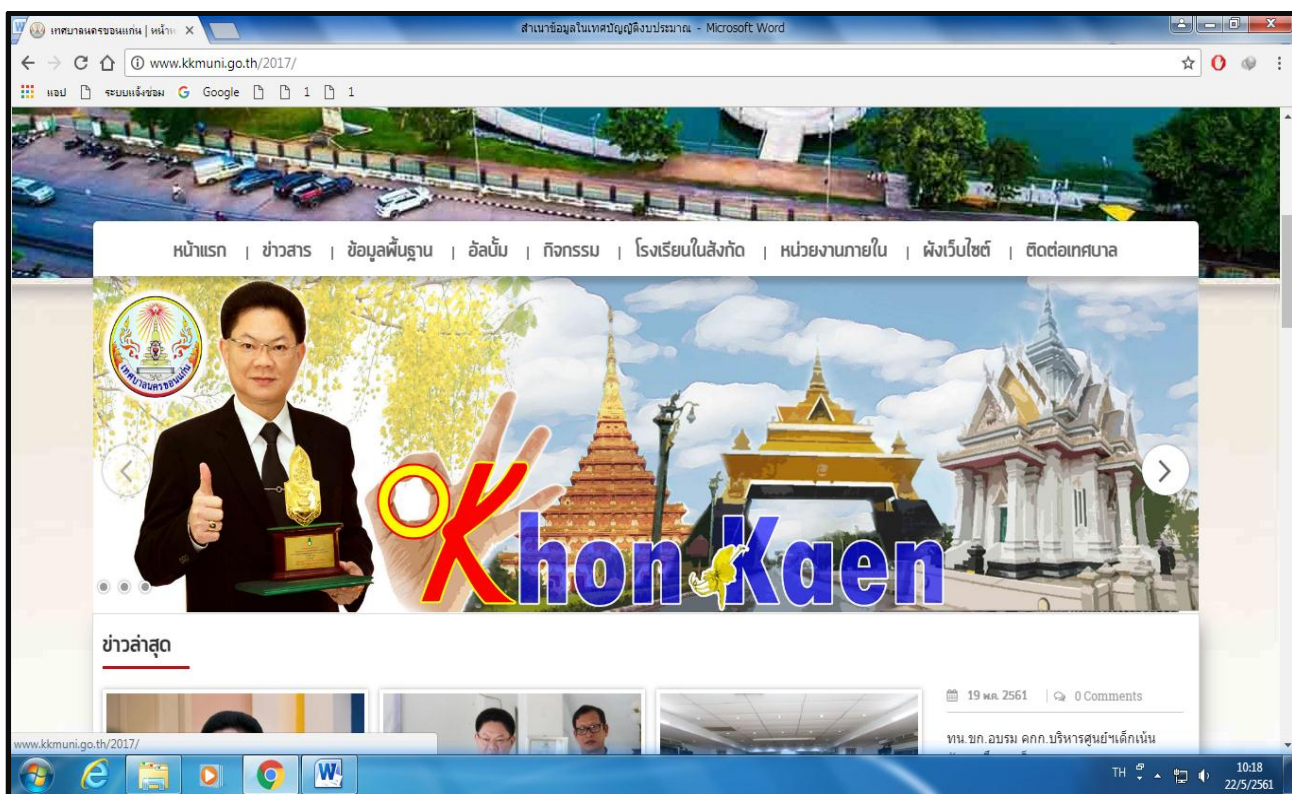 เทศบาลนครขอนแก่น | หน้าห
สำเนาข้อมูลในเทศบัญญัติงบประมาณ - Microsoft Word
www.kkmuni.go.th/2017/
แอป ระบบแจ้งซ่อม Google 1 1
หน้าแรก | ข่าวสาร | ข้อมูลพื้นฐาน | อัลบั้ม | กิจกรรม | โรงเรียนในสังกัด | หน่วยงานภายใน | ผังเว็บไซต์ | ติดต่อเทศบาล
เทศบาลนครขอนแก่น
OKhon Kaen
ข่าวล่าสุด
19 พ.ค. 2561 | 0 Comments
ทน.ขก.อบรม คกก.บริหารศูนย์ฯเด็กเน้น
www.kkmuni.go.th/2017/
TH 10:18
22/5/2561